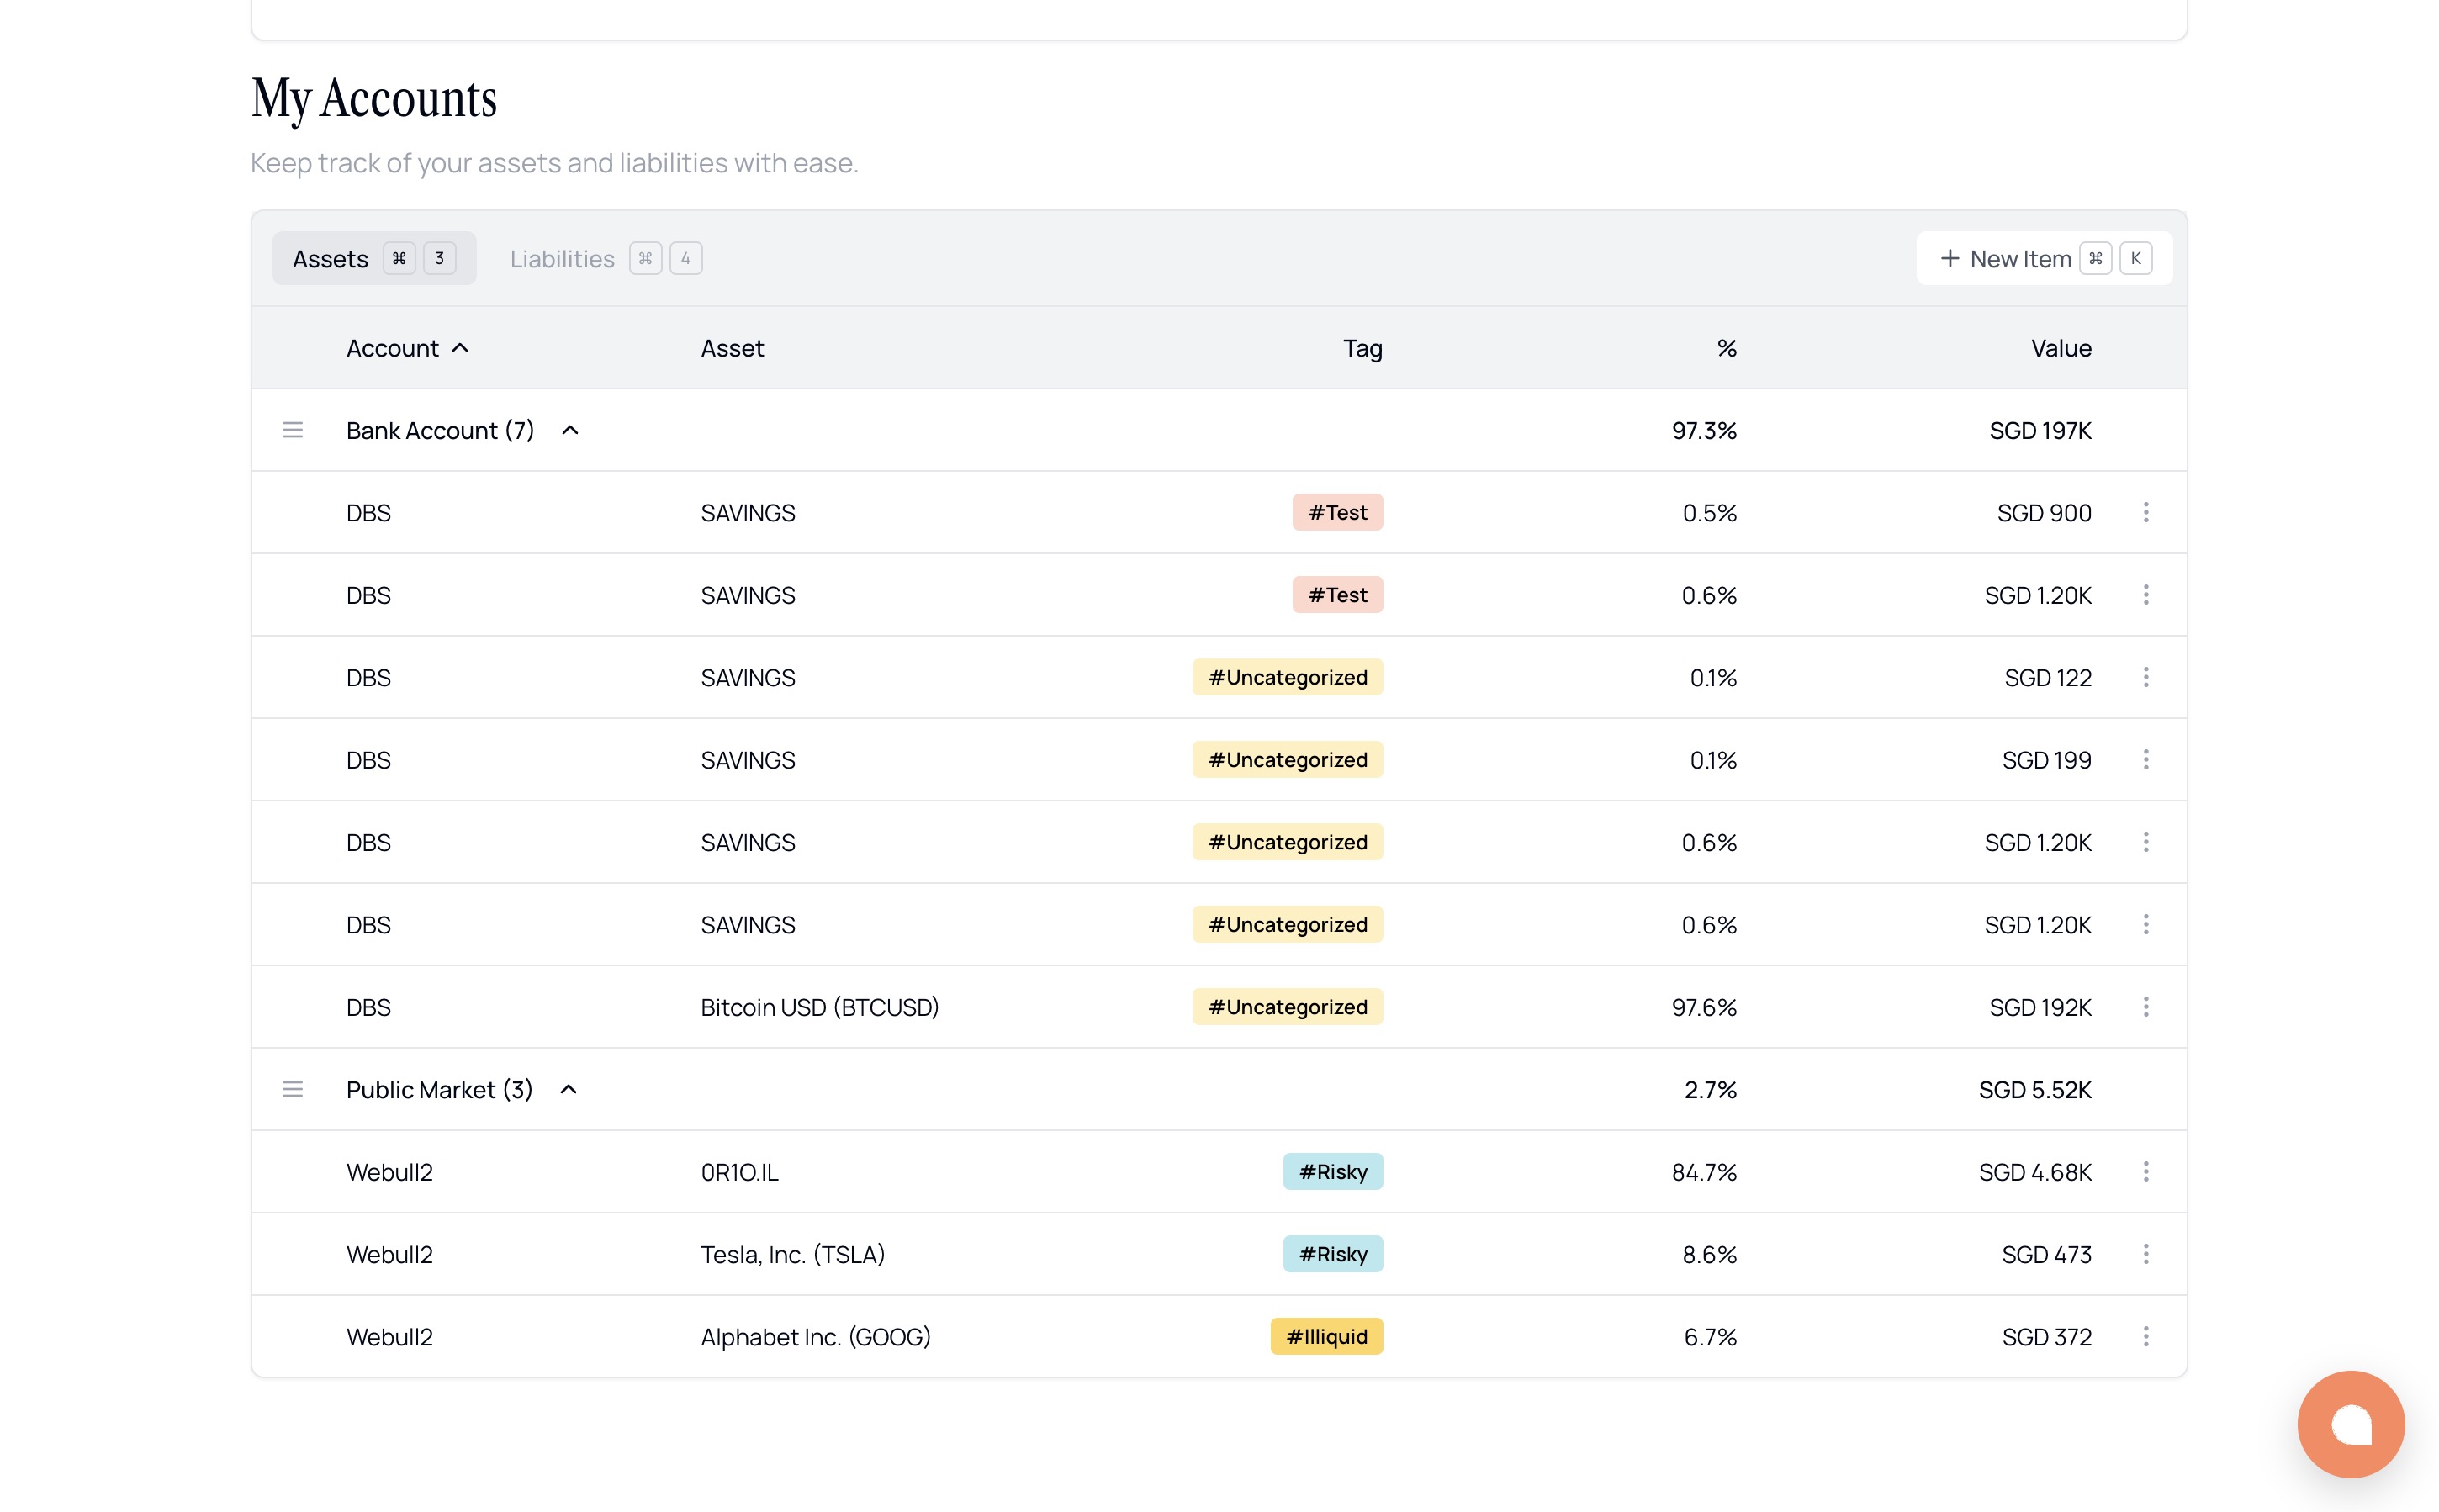 My Accounts
Keep track of your assets and liabilities with ease.
Assets ⌘ 3 Liabilities ⌘ 4 + New Item ⌘ K
Account Asset Tag % Value
Bank Account (7) 97.3% SGD 197K
DBS SAVINGS #Test 0.5% SGD 900
DBS SAVINGS #Test 0.6% SGD 1.20K
DBS SAVINGS #Uncategorized 0.1% SGD 122
DBS SAVINGS #Uncategorized 0.1% SGD 199
DBS SAVINGS #Uncategorized 0.6% SGD 1.20K
DBS SAVINGS #Uncategorized 0.6% SGD 1.20K
DBS Bitcoin USD (BTCUSD) #Uncategorized 97.6% SGD 192K
Public Market (3) 2.7% SGD 5.52K
Webull2 0R1O.IL #Risky 84.7% SGD 4.68K
Webull2 Tesla, Inc. (TSLA) #Risky 8.6% SGD 473
Webull2 Alphabet Inc. (GOOG) #Illiquid 6.7% SGD 372